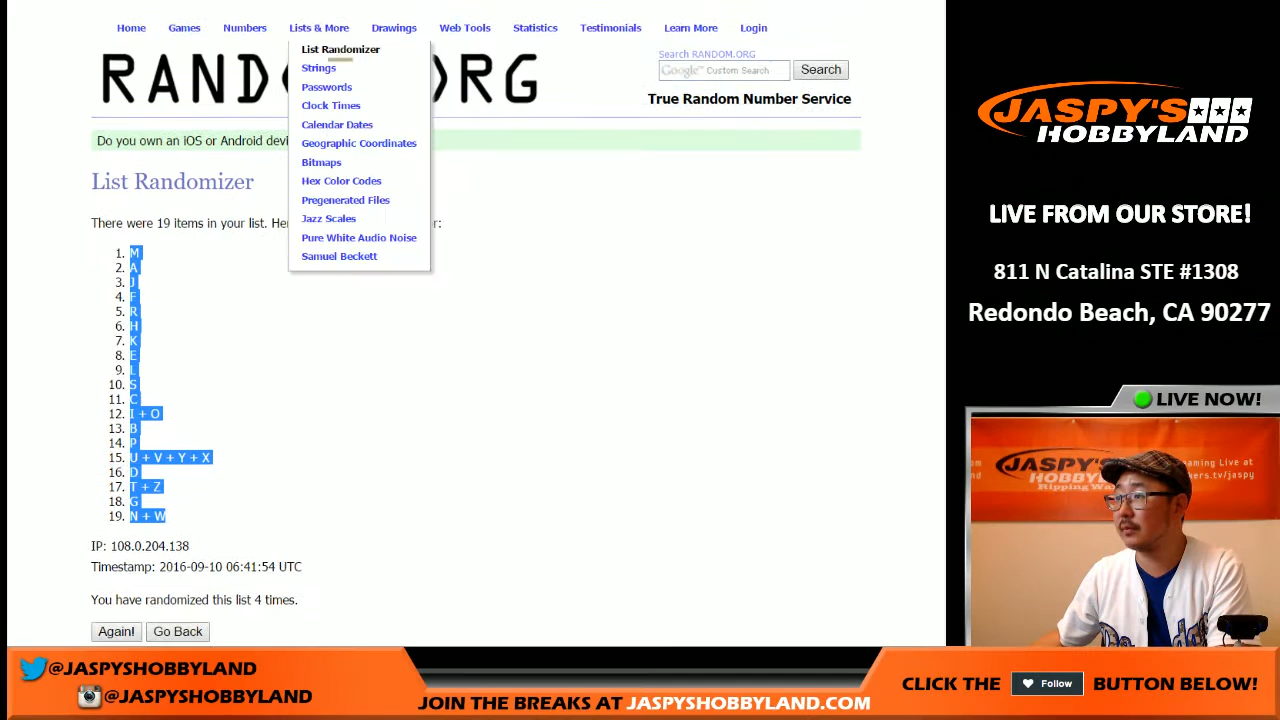 Home Games Numbers Lists & More Drawings Web Tools Statistics Testimonials Learn More Login
List Randomizer
Strings
Passwords
Clock Times
Calendar Dates
Geographic Coordinates
Bitmaps
Hex Color Codes
Pregenerated Files
Jazz Scales
Pure White Audio Noise
Samuel Beckett
Search RANDOM.ORG
Google™ Custom Search Search
True Random Number Service
Do you own an iOS or Android devi
List Randomizer
There were 19 items in your list. He r:
1. M
2. A
3. J
4. F
5. R
6. H
7. K
8. E
9. L
10. S
11. C
12. I + O
13. B
14. P
15. U + V + Y + X
16. D
17. T + Z
18. G
19. N + W
IP: 108.0.204.138
Timestamp: 2016-09-10 06:41:54 UTC
You have randomized this list 4 times.
Again! Go Back
JASPY'S
HOBBYLAND
LIVE FROM OUR STORE!
811 N Catalina STE #1308
Redondo Beach, CA 90277
LIVE NOW!
JASPY'S
Ripping Wa
eaming Live at
kers.tv/jaspy
@JASPYSHOBBYLAND
@JASPYSHOBBYLAND
JOIN THE BREAKS AT JASPYSHOBBYLAND.COM
CLICK THE Follow BUTTON BELOW!